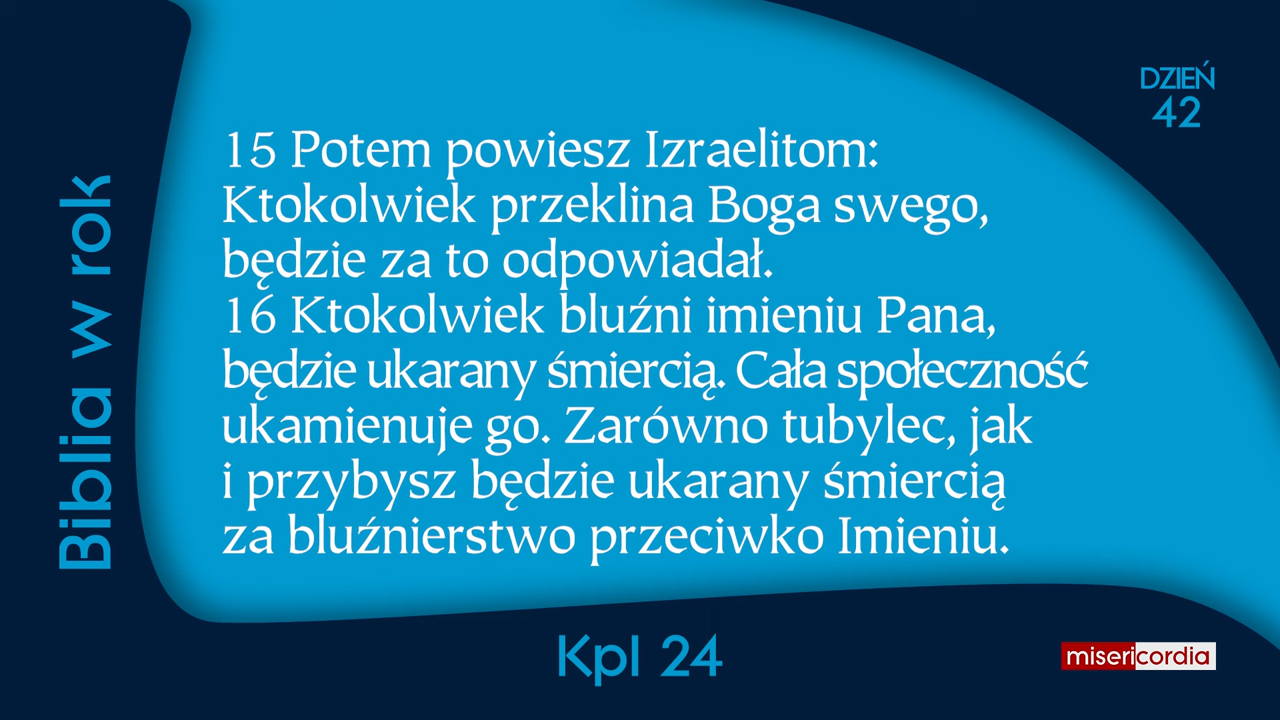 DZIEŃ
42
15 Potem powiesz Izraelitom:
Ktokolwiek przeklina Boga swego,
będzie za to odpowiadał.
16 Ktokolwiek bluźni imieniu Pana,
będzie ukarany śmiercią. Cała społeczność
ukamienuje go. Zarówno tubylec, jak
i przybysz będzie ukarany śmiercią
za bluźnierstwo przeciwko Imieniu.
Biblia w rok
Kpl 24
misericordia